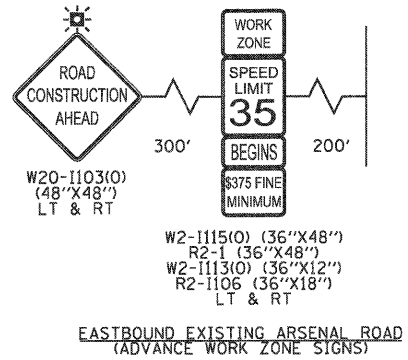 ROAD
CONSTRUCTION
AHEAD
W20-I103(O)
(48"X48")
LT & RT
300'
WORK
ZONE
SPEED
LIMIT
35
BEGINS
$375 FINE
MINIMUM
200'
W2-I115(O) (36"X48")
R2-1 (36"X48")
W2-I113(O) (36"X12")
R2-I106 (36"X18")
LT & RT
EASTBOUND EXISTING ARSENAL ROAD
(ADVANCE WORK ZONE SIGNS)